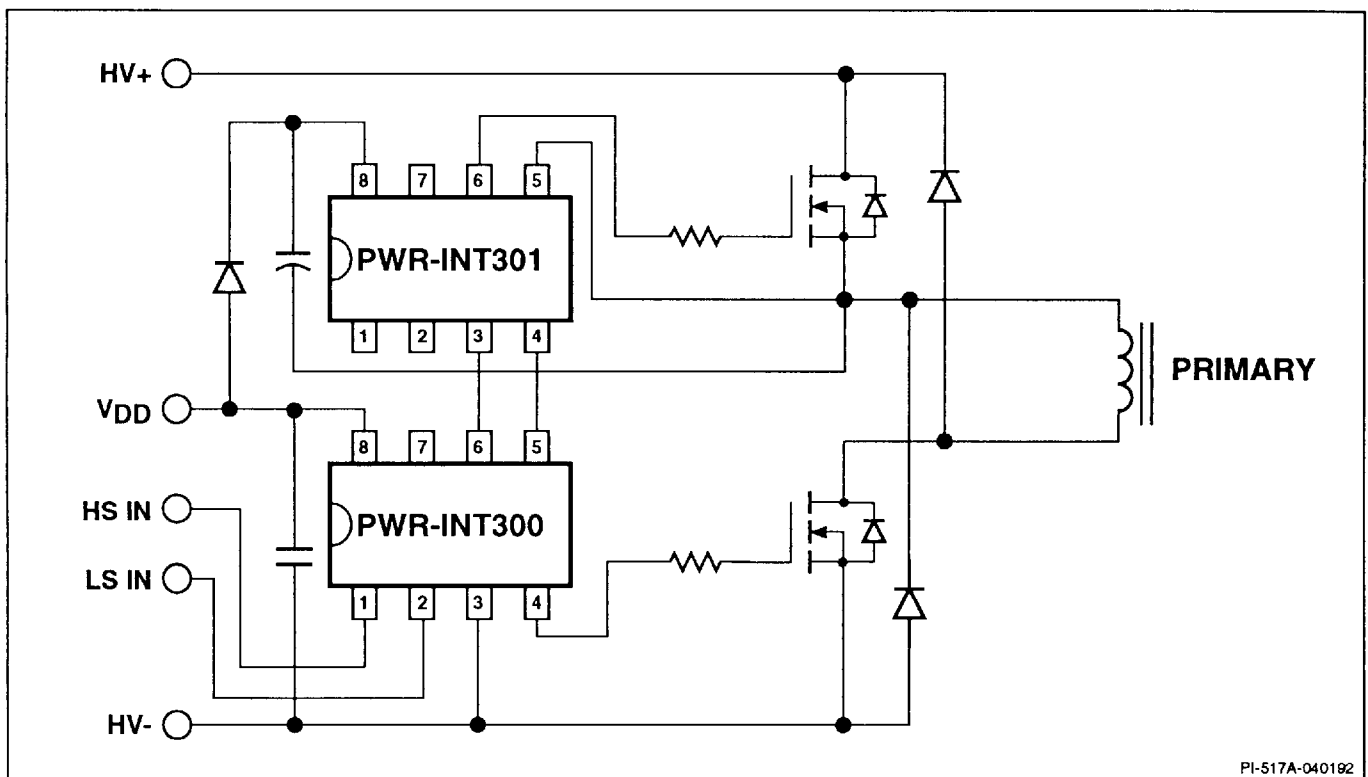 HV+
8 7 6 5
PWR-INT301
1 2 3 4
PRIMARY
VDD
8 7 6 5
HS IN
PWR-INT300
LS IN
1 2 3 4
HV-
PI-517A-040192